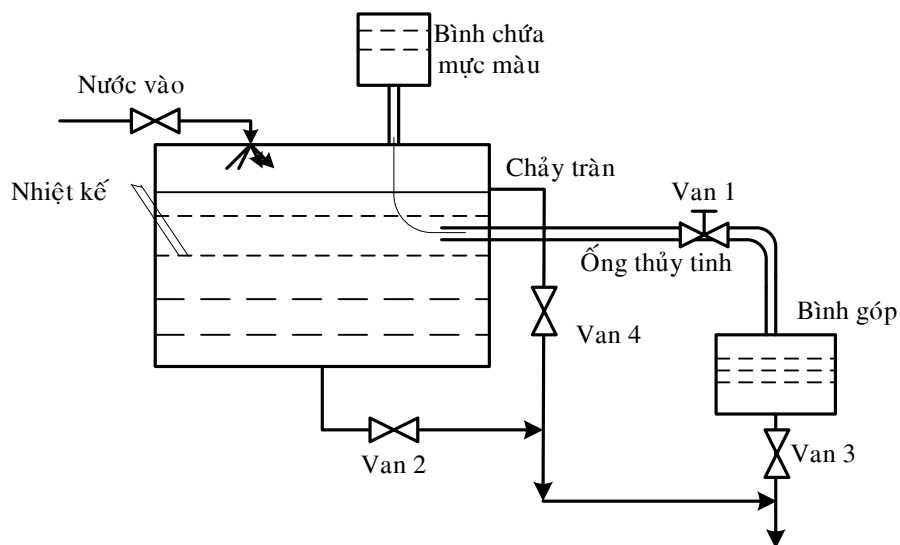 Bình chứa
mực màu
Nước vào
Chảy tràn
Nhiệt kế
Van 1
Ống thủy tinh
Bình góp
Van 4
Van 2
Van 3